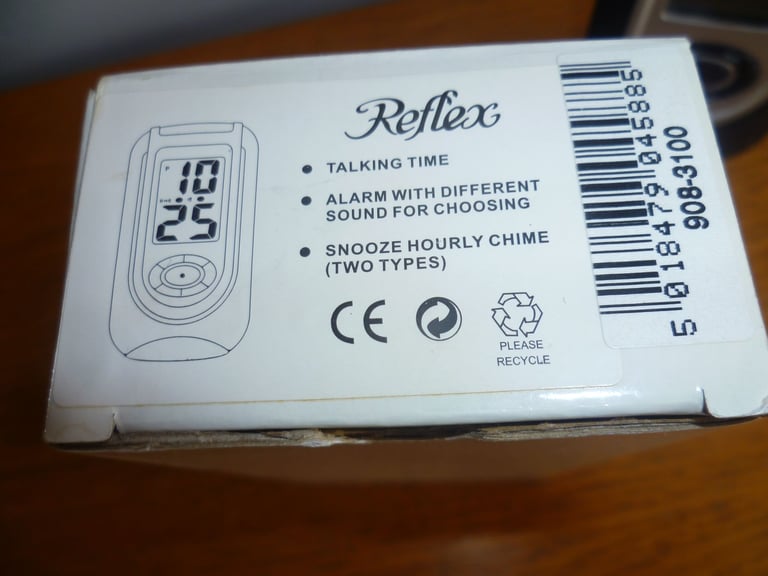 Reflex
P 10
25
• TALKING TIME
• ALARM WITH DIFFERENT
SOUND FOR CHOOSING
• SNOOZE HOURLY CHIME
(TWO TYPES)
CE
PLEASE
RECYCLE
5 018479 045885
908-3100